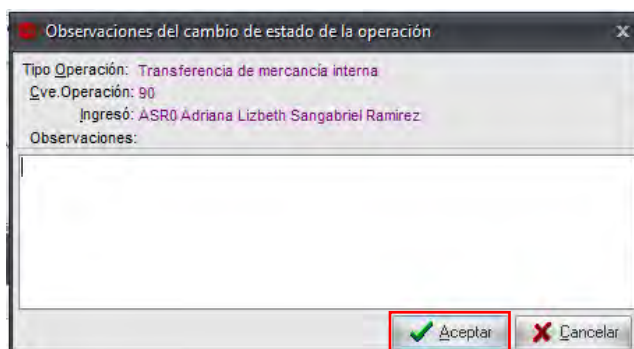 Observaciones del cambio de estado de la operación
x
Tipo Operación: Transferencia de mercancía interna
Cve.Operación: 90
Ingresó: ASR0 Adriana Lizbeth Sangabriel Ramirez
Observaciones:
Aceptar Cancelar